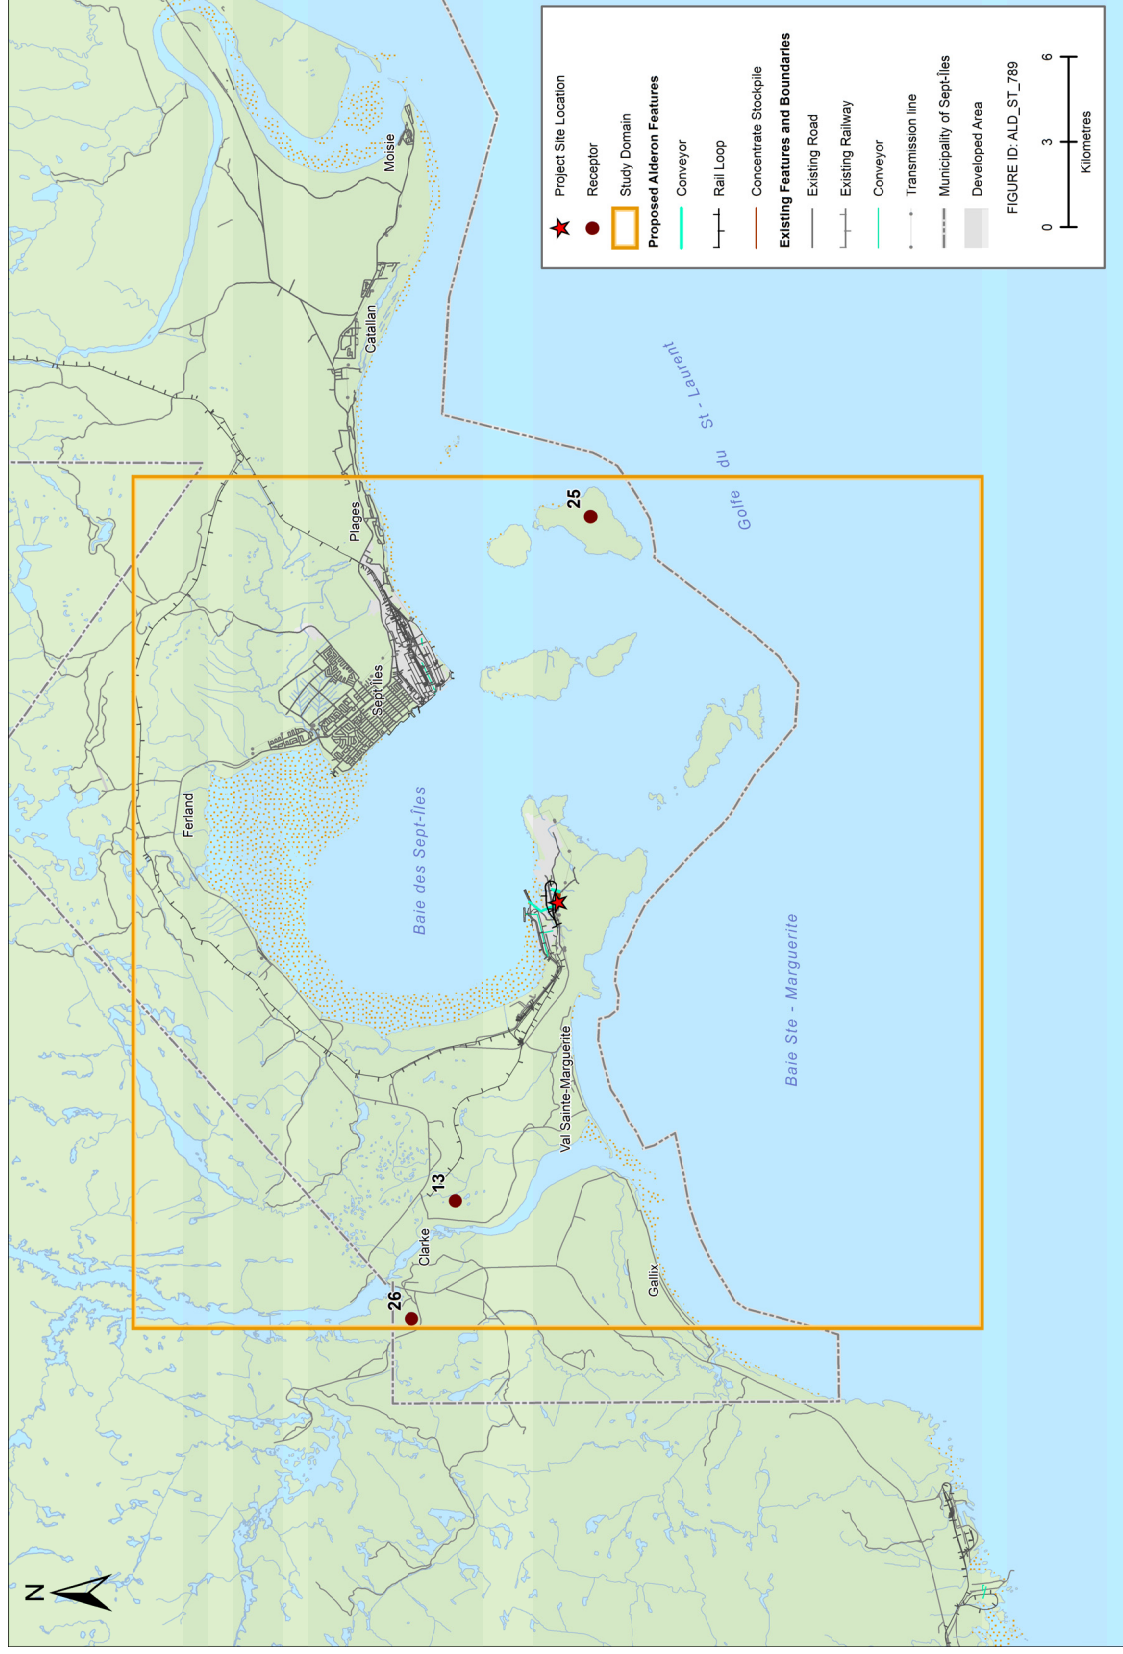 N
Ferland
Sept-Îles
Plages
Catallan
Moisie
Baie des Sept-Îles
25
13
26
Clarke
Val Sainte-Marguerite
Gallix
Golfe du St - Laurent
Baie Ste - Marguerite
Project Site Location
Receptor
Study Domain
Proposed Alderon Features
Conveyor
Rail Loop
Concentrate Stockpile
Existing Features and Boundaries
Existing Road
Existing Railway
Conveyor
Transmission line
Municipality of Sept-Îles
Developed Area
FIGURE ID: ALD_ST_789
0 3 6
Kilometres